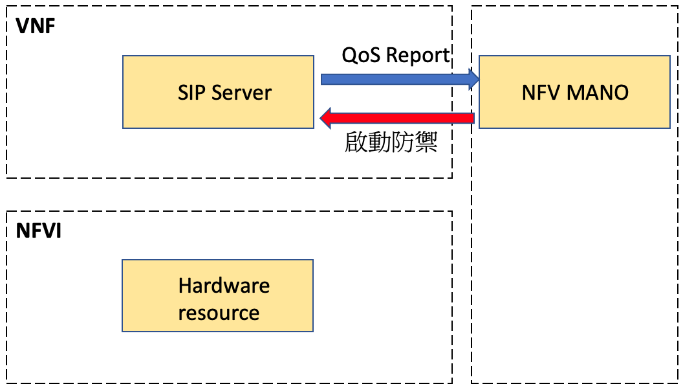 VNF
QoS Report
SIP Server
NFV MANO
啟動防禦
NFVI
Hardware
resource